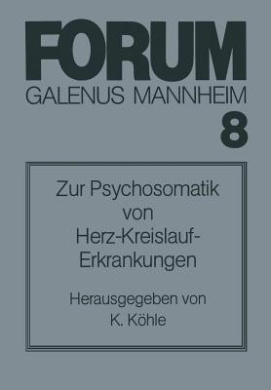 FORUM
GALENUS MANNHEIM
8
Zur Psychosomatik
von
Herz-Kreislauf-
Erkrankungen
Herausgegeben von
K. Köhle